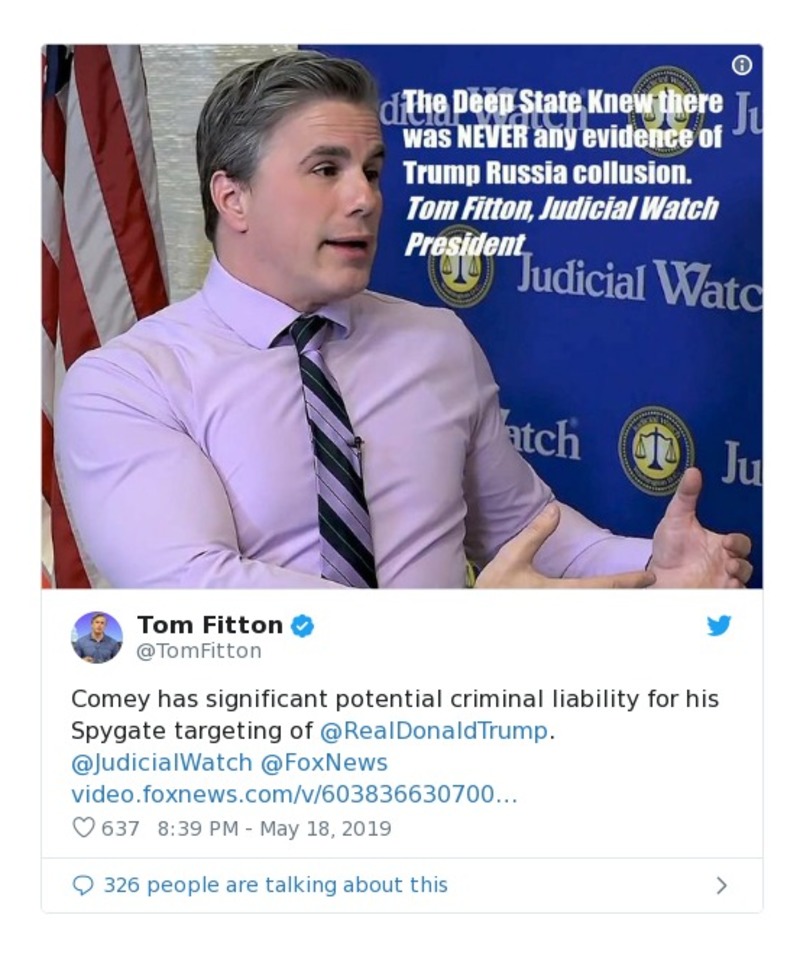 The Deep State Knew there
was NEVER any evidence of
Trump Russia collusion.
Tom Fitton, Judicial Watch
President
Ju
Judicial Watc
atch
Ju
Tom Fitton
@TomFitton
Comey has significant potential criminal liability for his
Spygate targeting of @RealDonaldTrump.
@JudicialWatch @FoxNews
video.foxnews.com/v/603836630700...
637 8:39 PM - May 18, 2019
326 people are talking about this